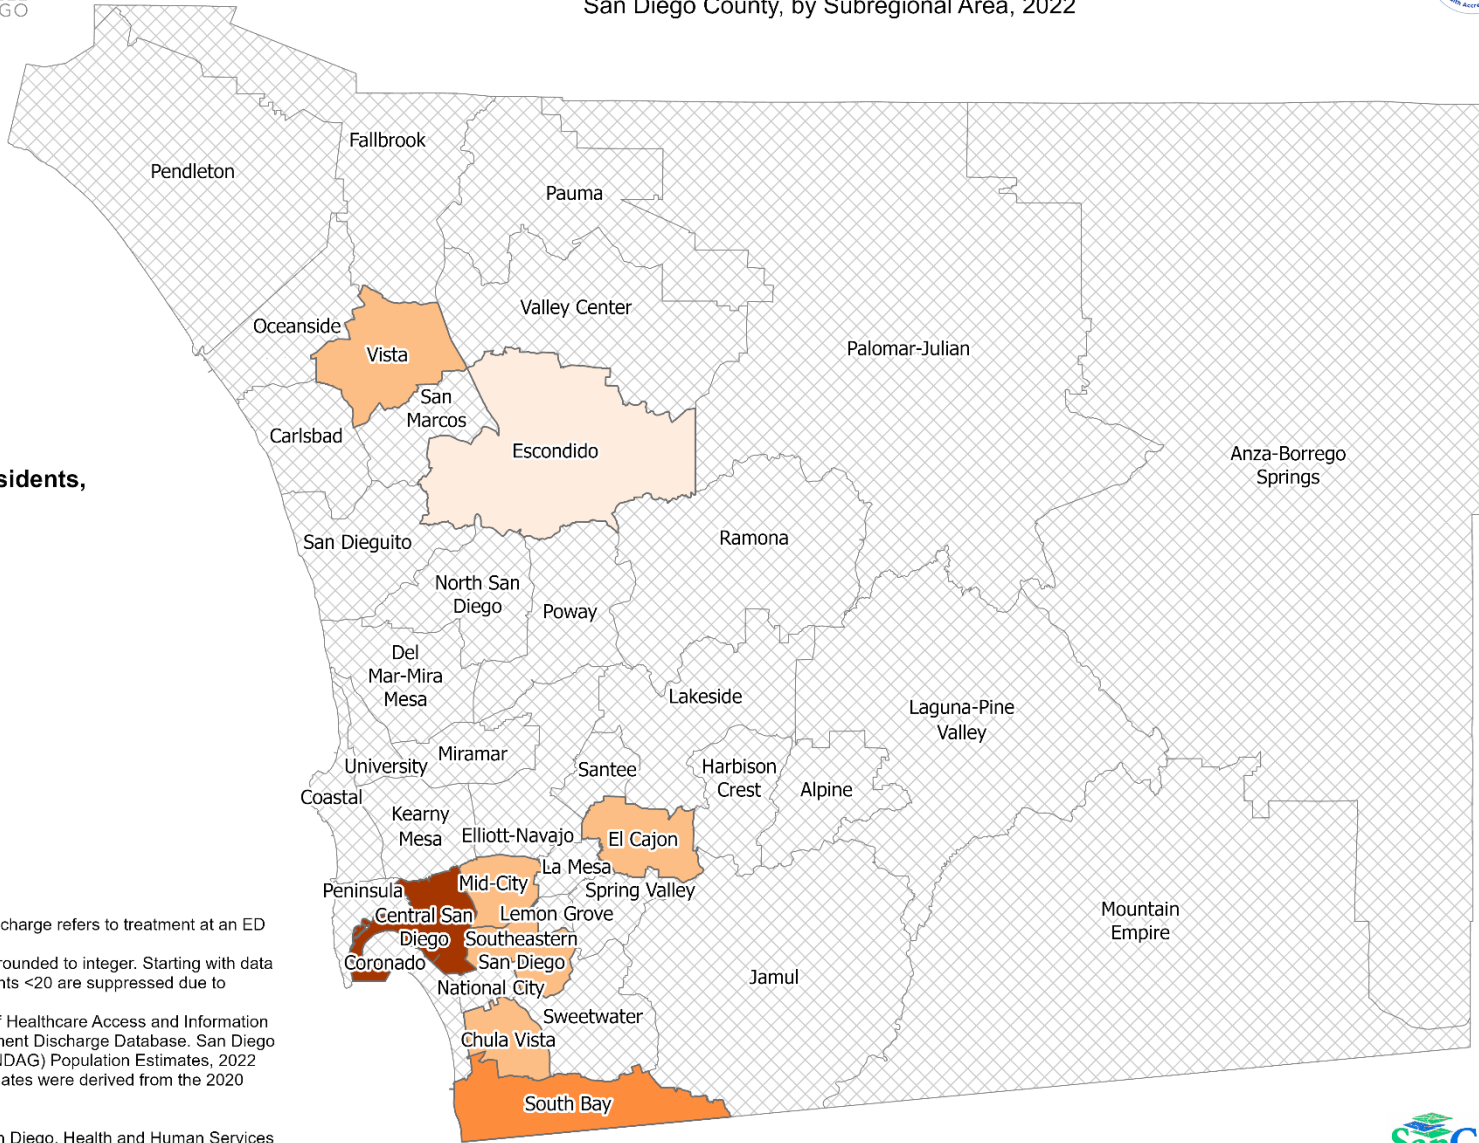 GO
San Diego County, by Subregional Area, 2022
Fallbrook
Pendleton
Pauma
Valley Center
Oceanside
Vista
Palomar-Julian
San
Marcos
Carlsbad
Escondido
Anza-Borrego
Springs
sidents,
San Dieguito
Ramona
North San
Diego
Poway
Del
Mar-Mira
Mesa
Lakeside
Laguna-Pine
Valley
Miramar
University
Santee
Harbison
Crest
Alpine
Coastal
Kearny
Mesa
Elliott-Navajo
El Cajon
La Mesa
Mid-City
Peninsula
Spring Valley
Central San
Diego
Lemon Grove
Mountain
Empire
Southeastern
San Diego
Coronado
Jamul
National City
Sweetwater
Chula Vista
South Bay
charge refers to treatment at an ED
rounded to integer. Starting with data
nts <20 are suppressed due to
f Healthcare Access and Information
ment Discharge Database. San Diego
NDAG) Population Estimates, 2022
ates were derived from the 2020
n Diego, Health and Human Services